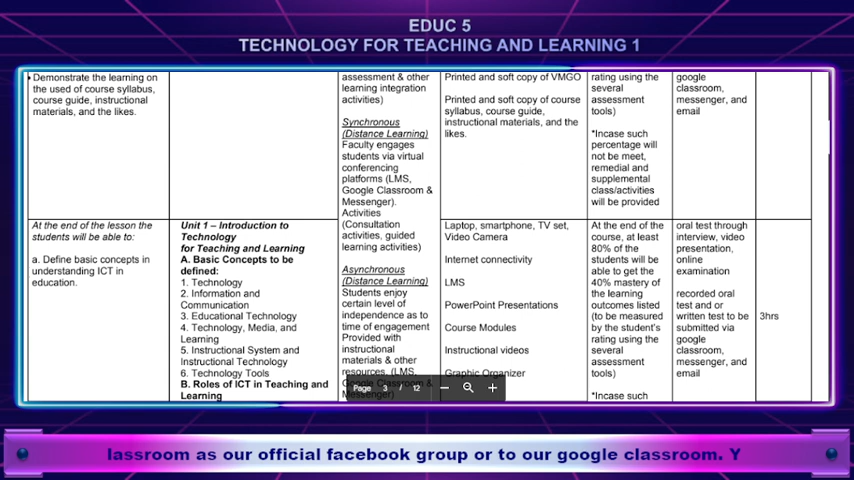 EDUC 5
TECHNOLOGY FOR TEACHING AND LEARNING 1
Demonstrate the learning on
the used of course syllabus,
course guide, instructional
materials, and the likes.
assessment & other
learning integration
activities)
Synchronous
(Distance Learning)
Faculty engages
students via virtual
conferencing
platforms (LMS,
Google Classroom &
Messenger).
Activities
(Consultation
activities, guided
learning activities)
Asynchronous
(Distance Learning)
Students enjoy
certain level of
independence as to
time of engagement
Provided with
instructional
materials & other
resources. (LMS,
Google Classroom &
Messenger)
Printed and soft copy of VMGO
Printed and soft copy of course
syllabus, course guide,
instructional materials, and the
likes.
rating using the
several
assessment
tools)
*Incase such
percentage will
not be meet,
remedial and
supplemental
class/activities
will be provided
google
classroom,
messenger, and
email
At the end of the lesson the
students will be able to:
a. Define basic concepts in
understanding ICT in
education.
Unit 1 – Introduction to
Technology
for Teaching and Learning
A. Basic Concepts to be
defined:
1. Technology
2. Information and
Communication
3. Educational Technology
4. Technology, Media, and
Learning
5. Instructional System and
Instructional Technology
6. Technology Tools
B. Roles of ICT in Teaching and
Learning
Laptop, smartphone, TV set,
Video Camera
Internet connectivity
LMS
PowerPoint Presentations
Course Modules
Instructional videos
Graphic Organizer
At the end of the
course, at least
80% of the
students will be
able to get the
40% mastery of
the learning
outcomes listed
(to be measured
by the student's
rating using the
several
assessment
tools)
*Incase such
oral test through
interview, video
presentation,
online
examination
recorded oral
test and or
written test to be
submitted via
google
classroom,
messenger, and
email
3hrs
Page 3 / 12
lassroom as our official facebook group or to our google classroom. Y